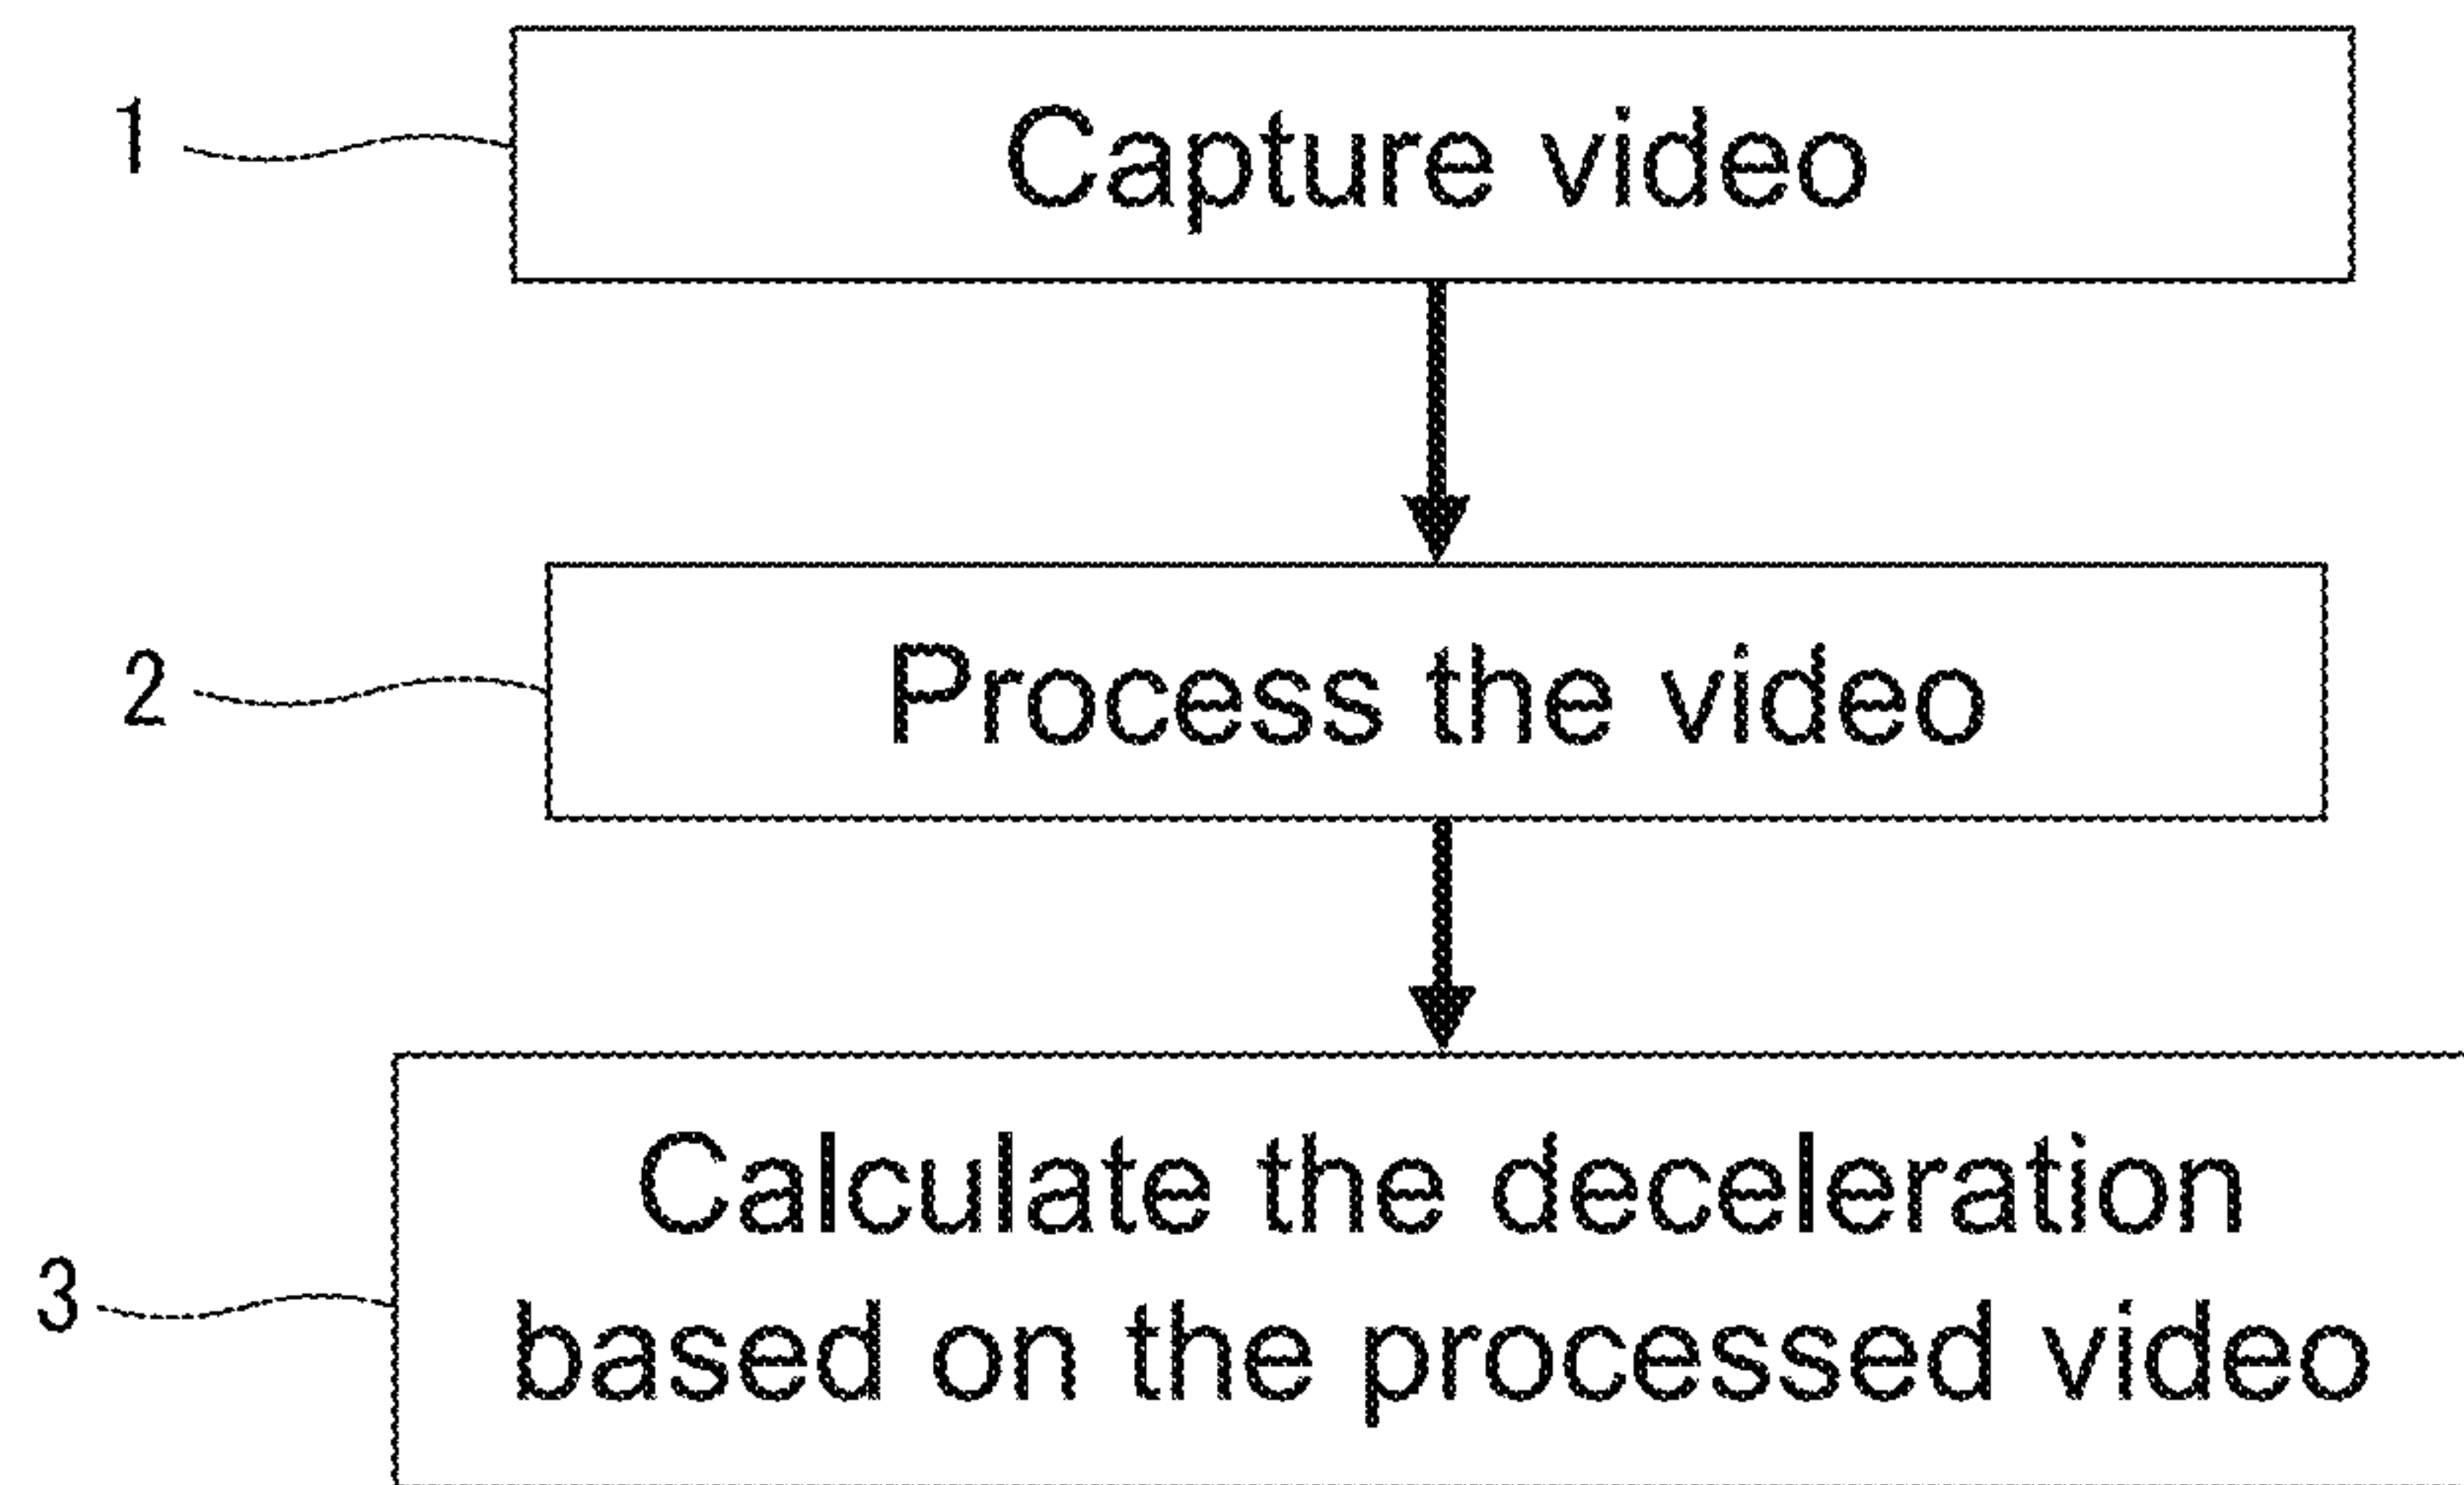 1
Capture video
2
Process the video
3
Calculate the deceleration
based on the processed video